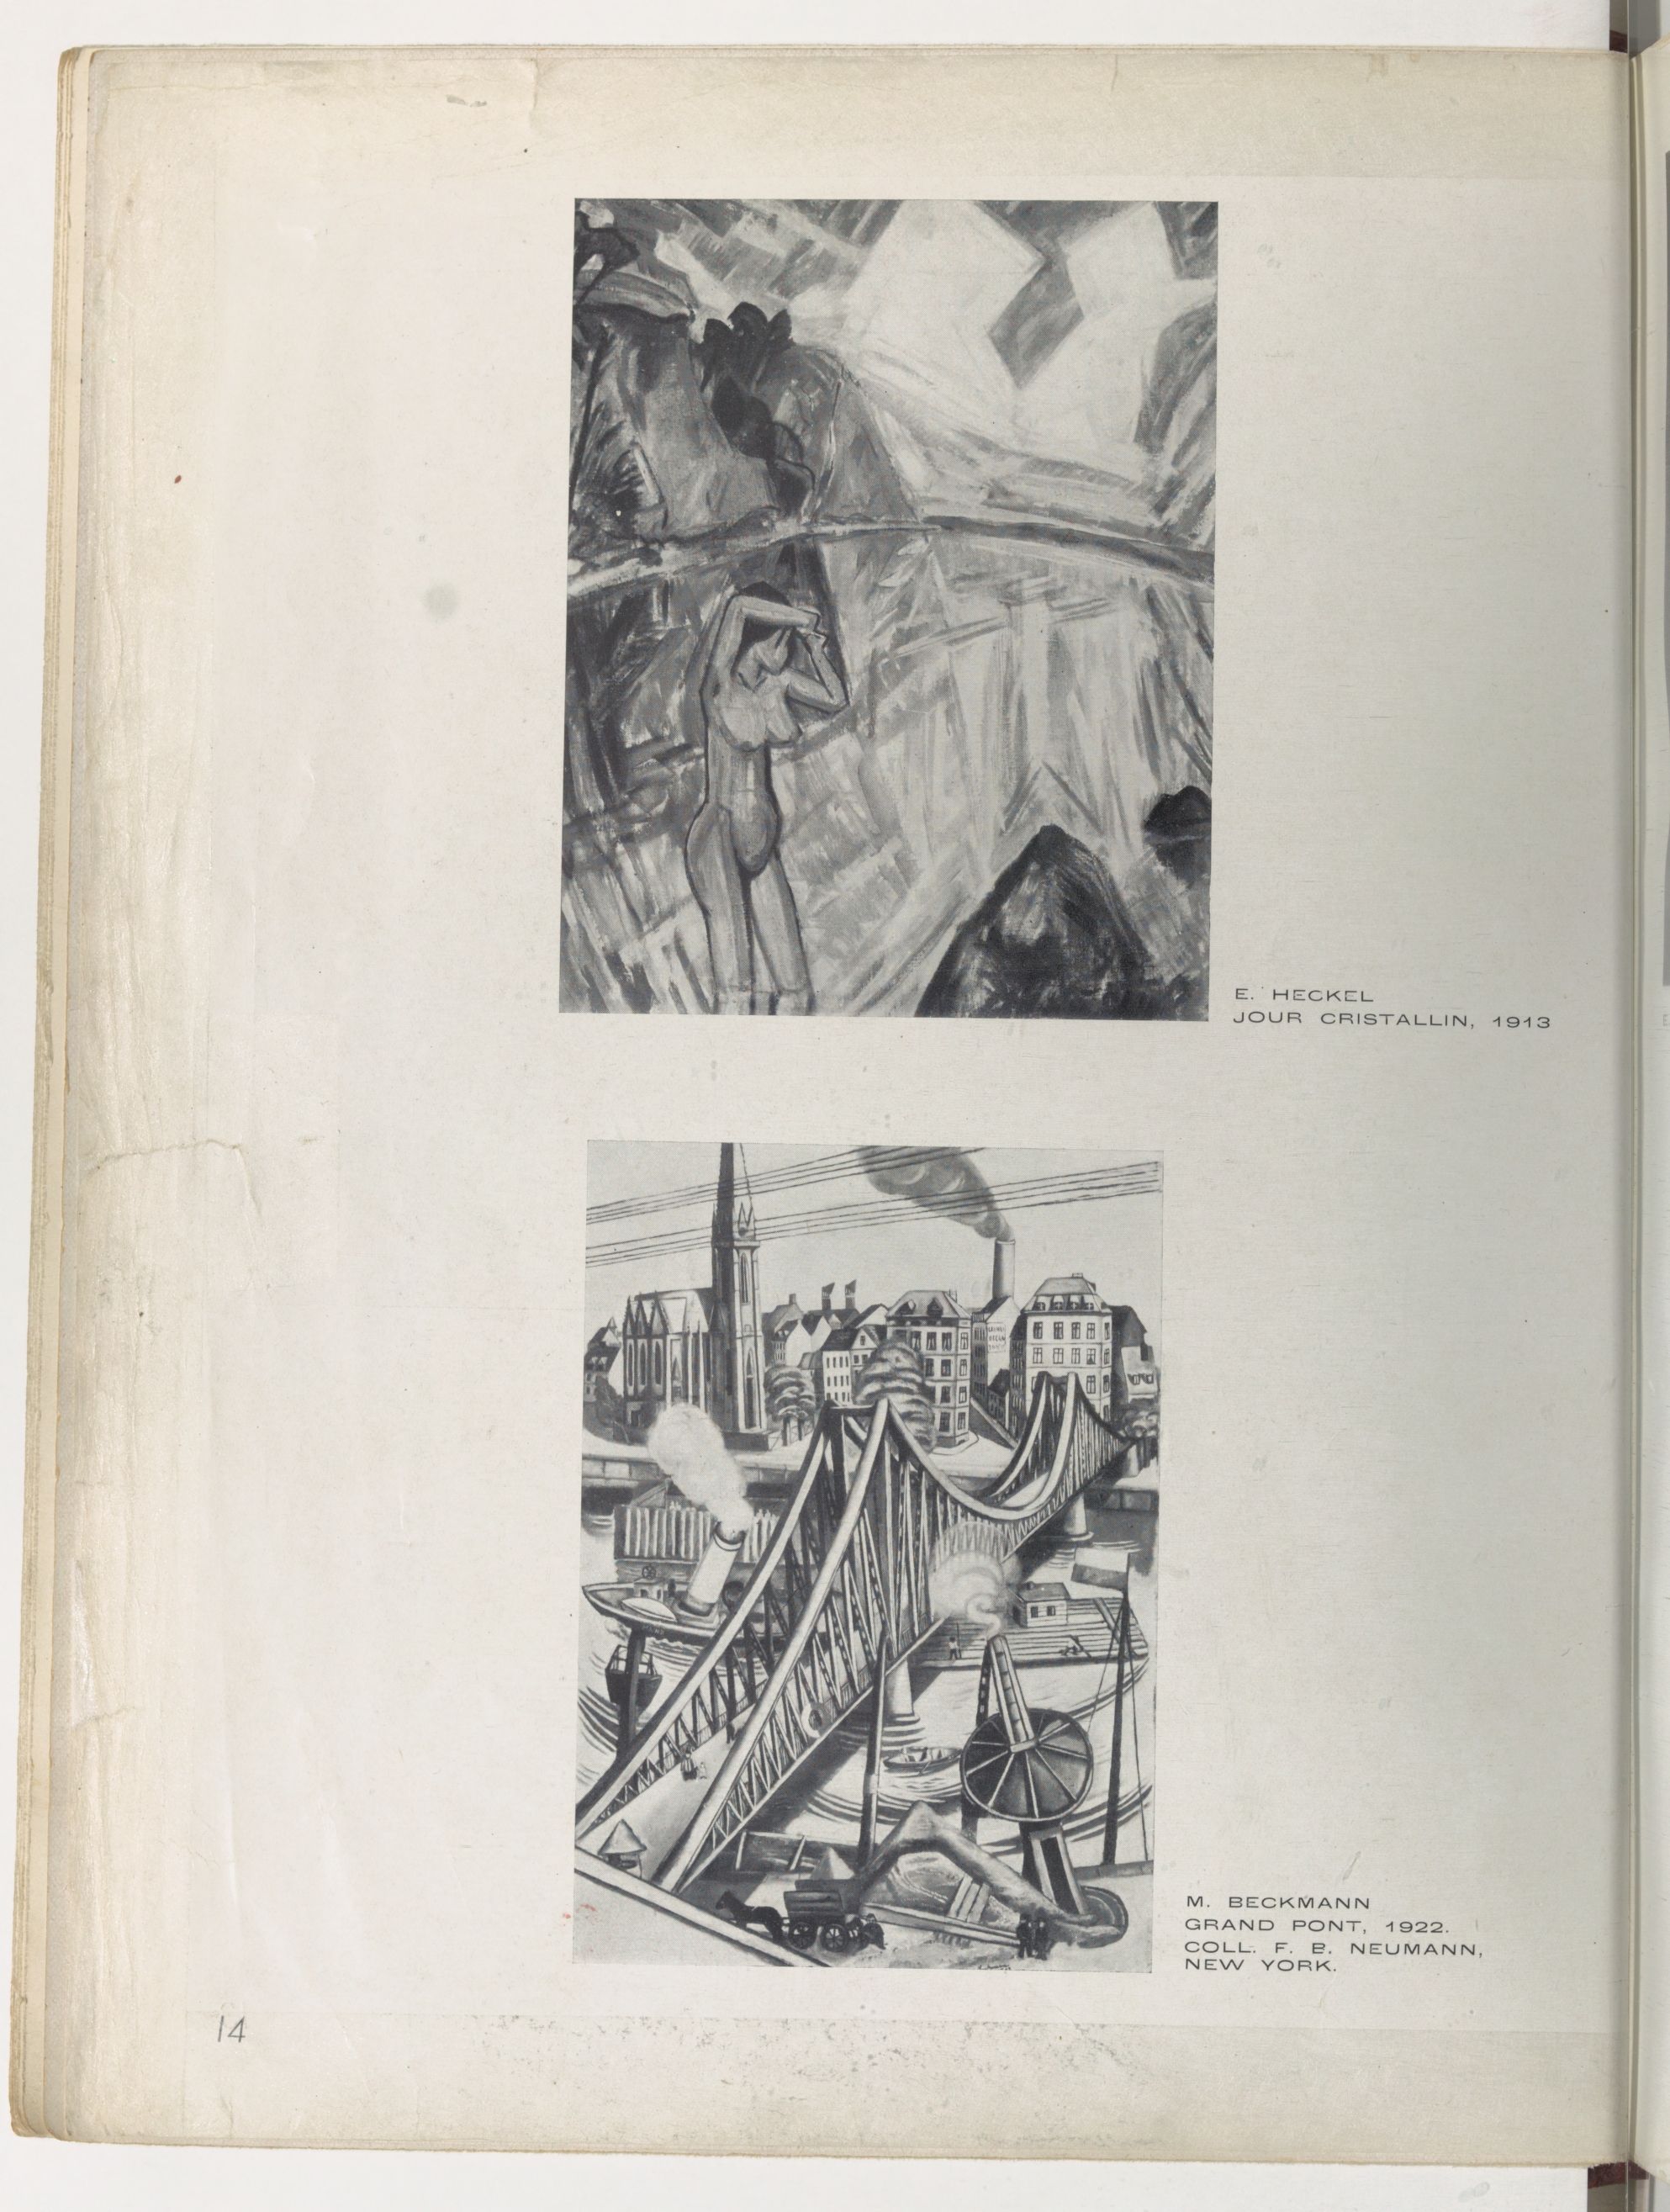 E. HECKEL
JOUR CRISTALLIN, 1913
M. BECKMANN
GRAND PONT, 1922.
COLL. F. B. NEUMANN,
NEW YORK.
14